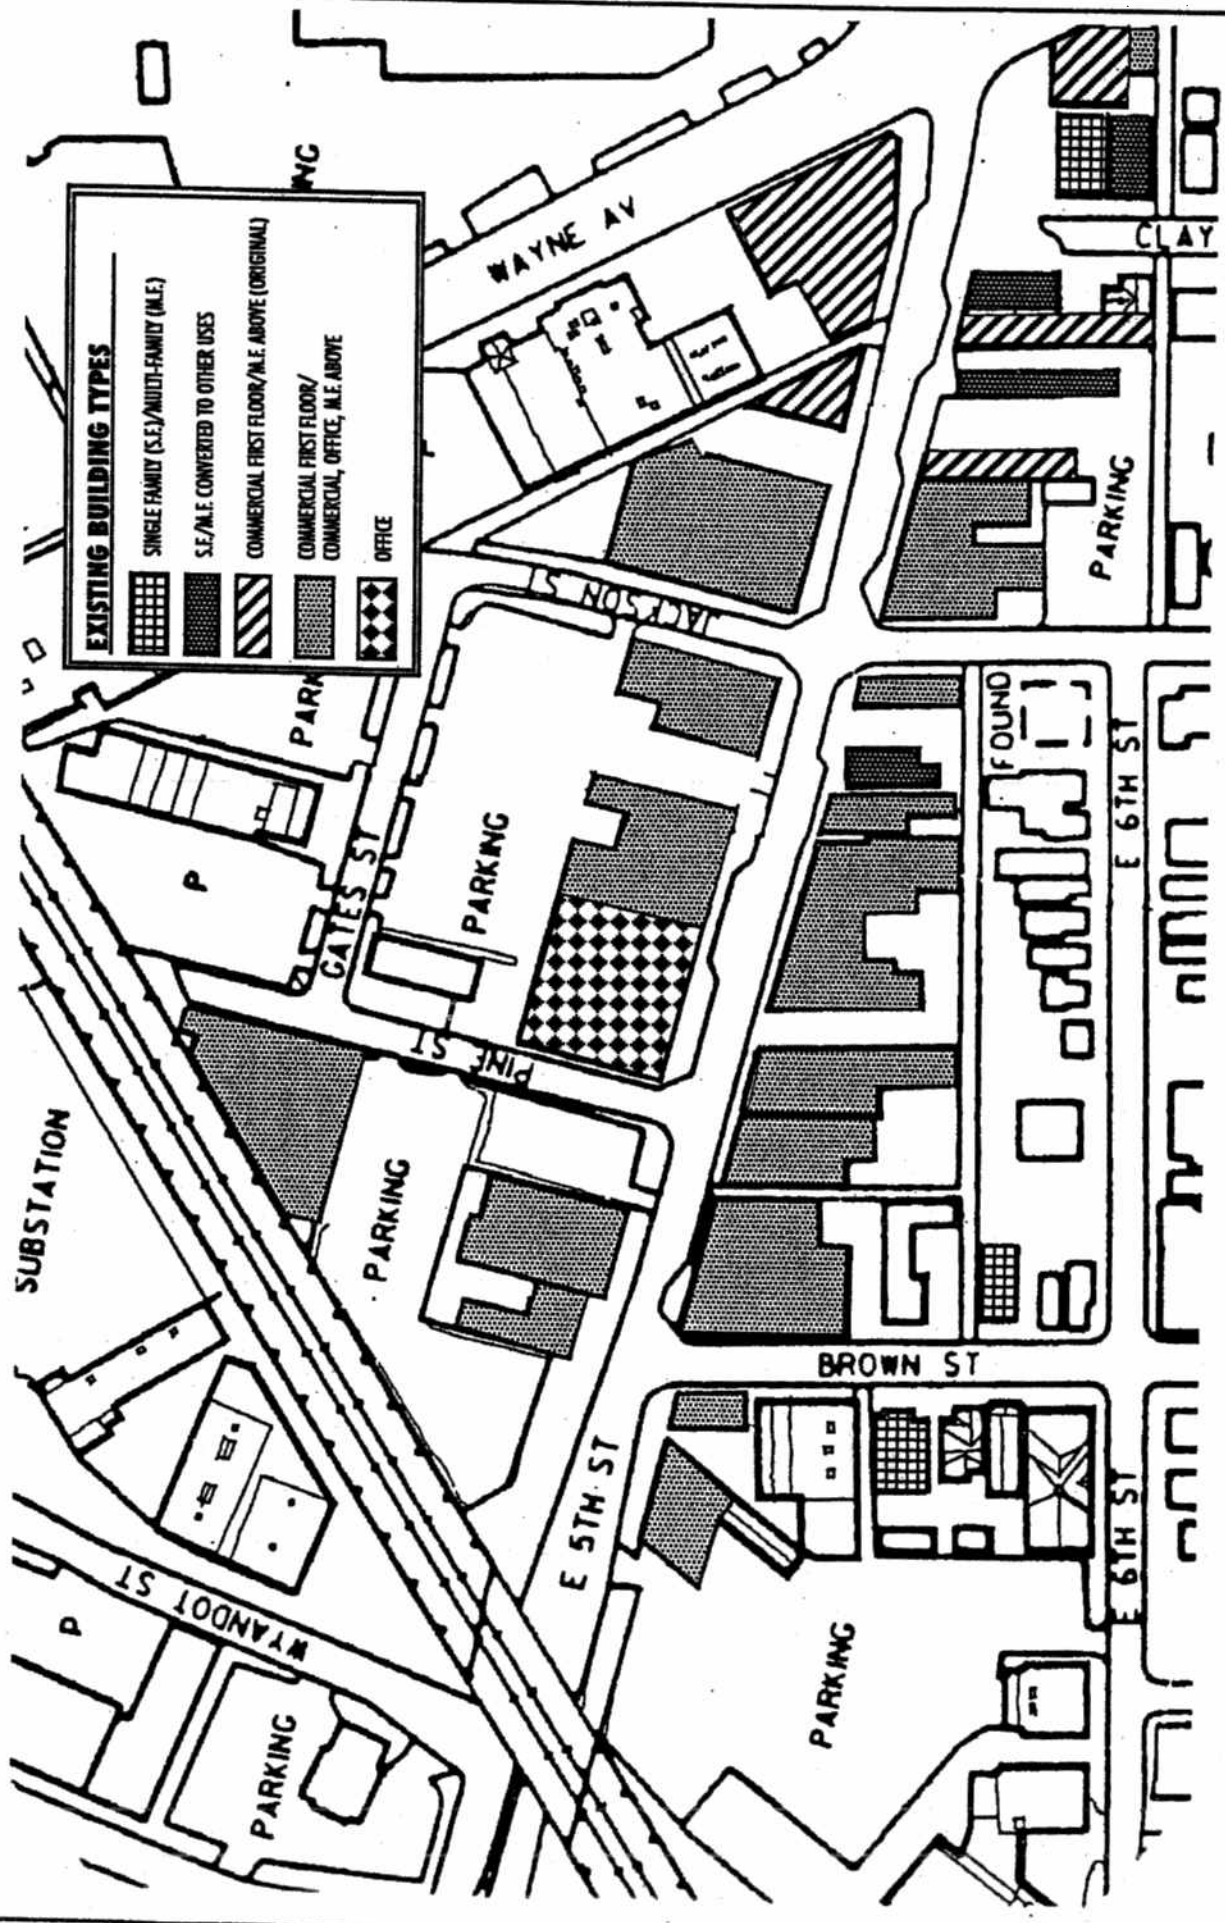 EXISTING BUILDING TYPES
SINGLE FAMILY (S.F.)/MULTI-FAMILY (M.F.)
S.F./M.F. CONVERTED TO OTHER USES
COMMERCIAL FIRST FLOOR/M.F. ABOVE (ORIGINAL)
COMMERCIAL FIRST FLOOR/
COMMERCIAL, OFFICE, M.F. ABOVE
OFFICE
SUBSTATION
P
PARK
NG
WAYNE AV
GATES ST
PARKING
JACKSON ST
PINE ST
PARKING
WYANDOT ST
P
PARKING
E 5TH ST
BROWN ST
PARKING
CLAY
PARKING
FOUND
E 6TH ST
E 6TH ST